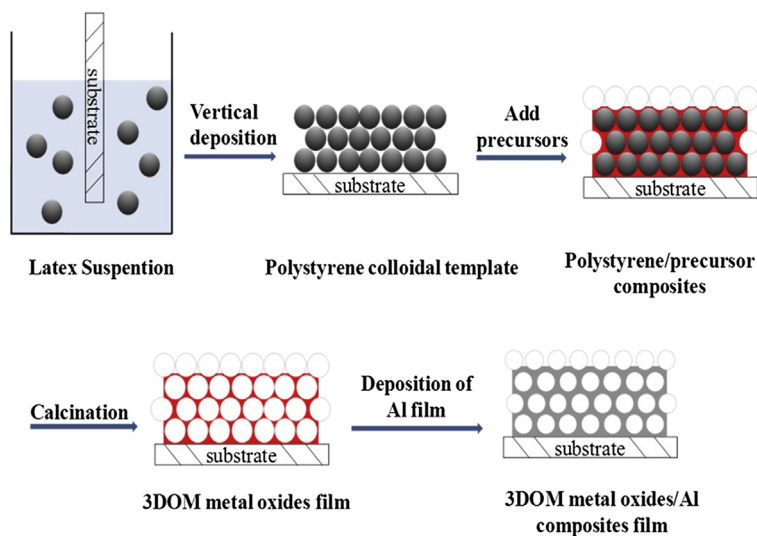 substrate
Vertical
deposition
substrate
Add
precursors
substrate
Latex Suspention
Polystyrene colloidal template
Polystyrene/precursor
composites
Calcination
substrate
Deposition of
Al film
substrate
3DOM metal oxides film
3DOM metal oxides/Al
composites film